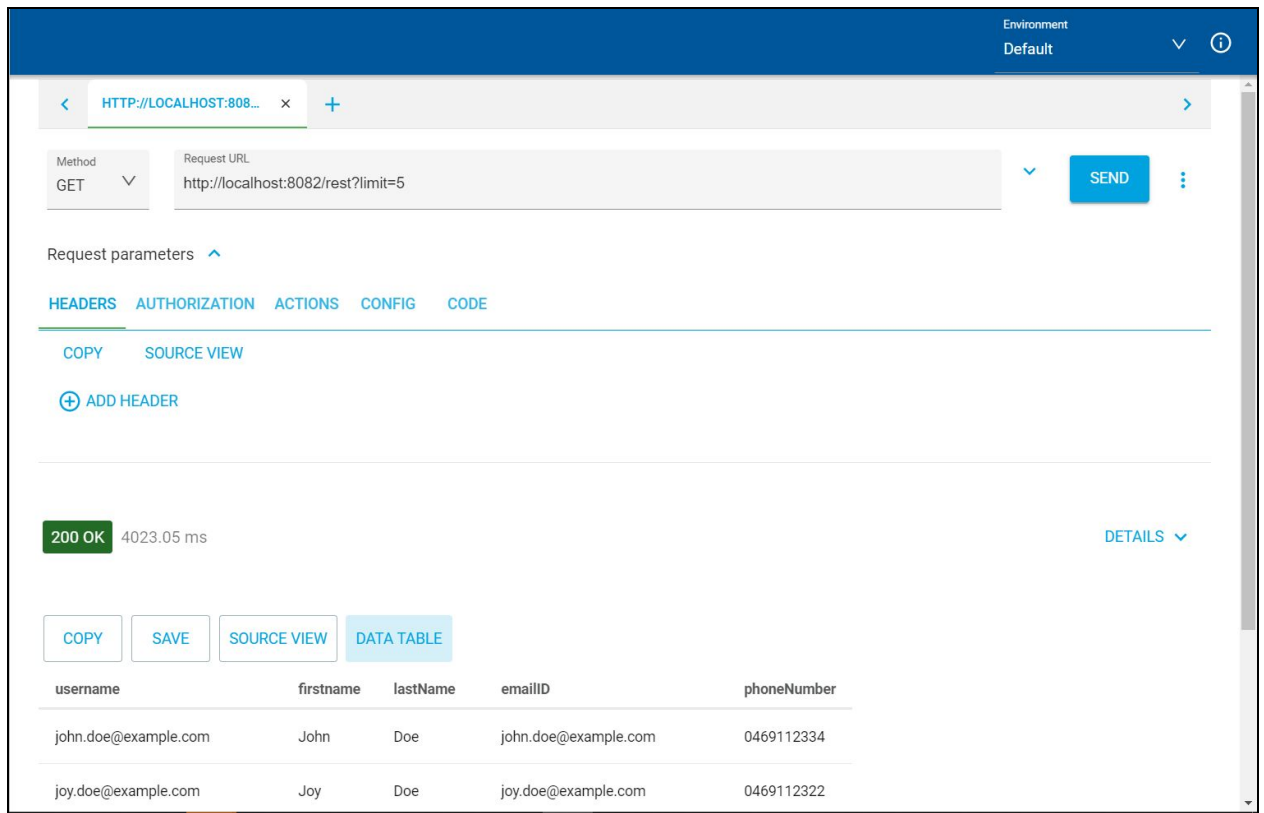 Environment
Default
HTTP://LOCALHOST:808...
Method
GET
Request URL
http://localhost:8082/rest?limit=5
SEND
Request parameters
HEADERS AUTHORIZATION ACTIONS CONFIG CODE
COPY SOURCE VIEW
ADD HEADER
200 OK 4023.05 ms DETAILS
COPY SAVE SOURCE VIEW DATA TABLE
username firstname lastName emailID phoneNumber
john.doe@example.com John Doe john.doe@example.com 0469112334
joy.doe@example.com Joy Doe joy.doe@example.com 0469112322